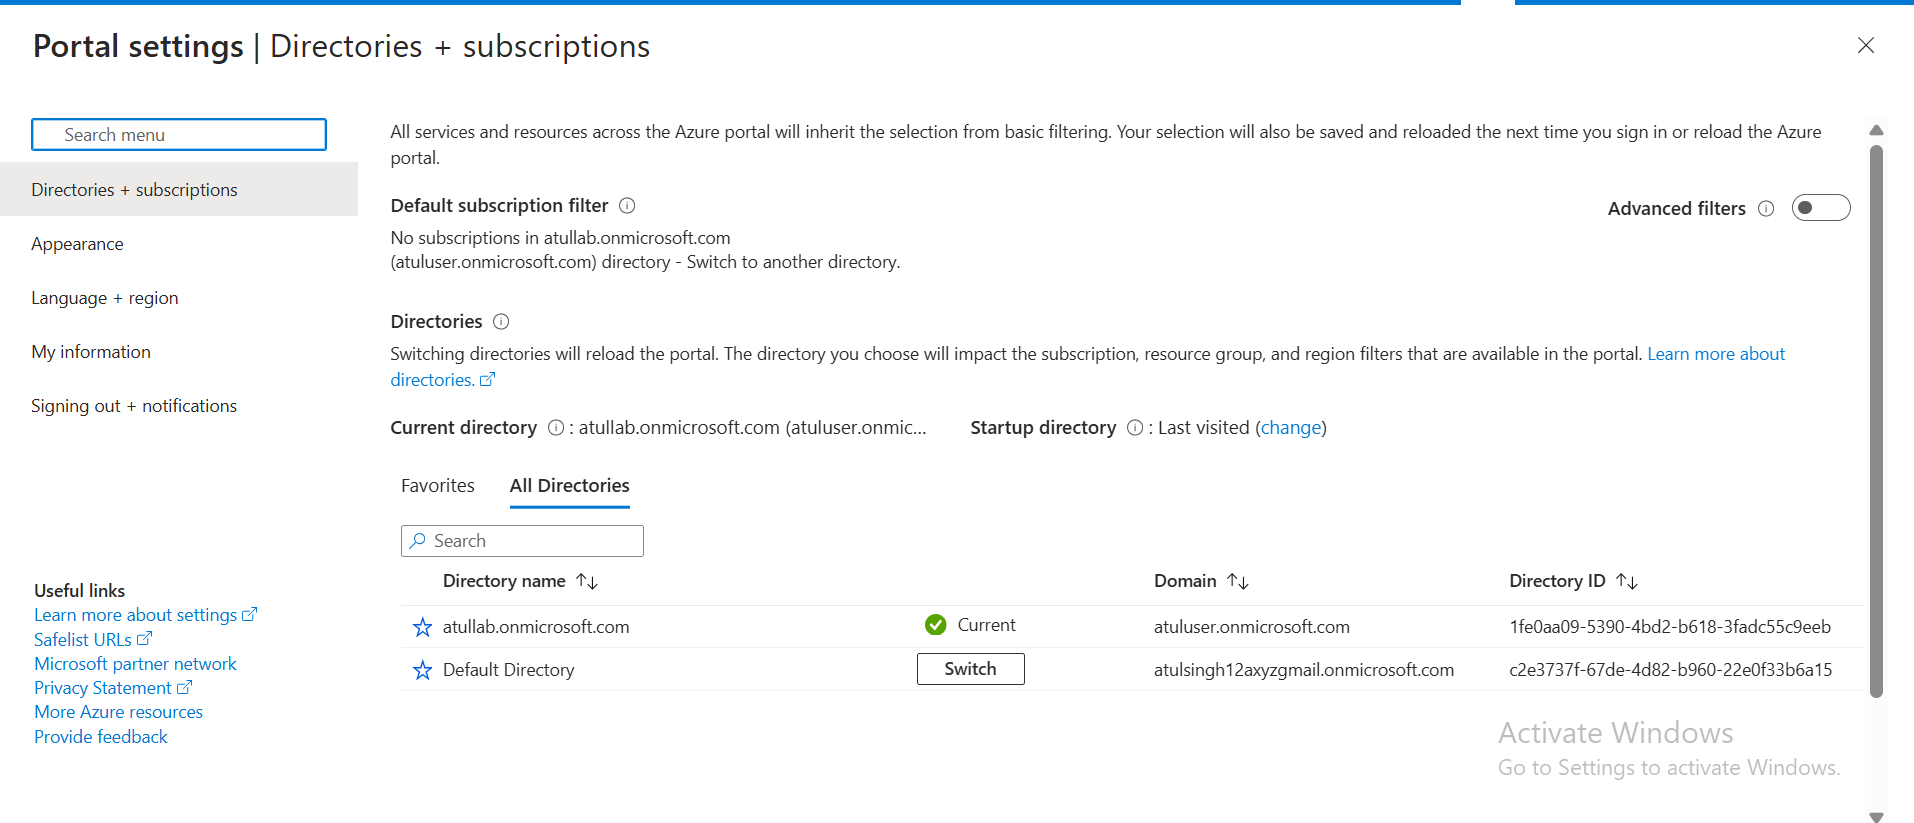 Portal settings | Directories + subscriptions
Search menu
Directories + subscriptions
Appearance
Language + region
My information
Signing out + notifications
Useful links
Learn more about settings
Safelist URLs
Microsoft partner network
Privacy Statement
More Azure resources
Provide feedback
All services and resources across the Azure portal will inherit the selection from basic filtering. Your selection will also be saved and reloaded the next time you sign in or reload the Azure
portal.
Default subscription filter
Advanced filters
No subscriptions in atullab.onmicrosoft.com
(atuluser.onmicrosoft.com) directory - Switch to another directory.
Directories
Switching directories will reload the portal. The directory you choose will impact the subscription, resource group, and region filters that are available in the portal. Learn more about
directories.
Current directory : atullab.onmicrosoft.com (atuluser.onmic... Startup directory : Last visited (change)
Favorites All Directories
Search
Directory name Domain Directory ID
atullab.onmicrosoft.com Current atuluser.onmicrosoft.com 1fe0aa09-5390-4bd2-b618-3fadc55c9eeb
Default Directory Switch atulsingh12axyzgmail.onmicrosoft.com c2e3737f-67de-4d82-b960-22e0f33b6a15
Activate Windows
Go to Settings to activate Windows.